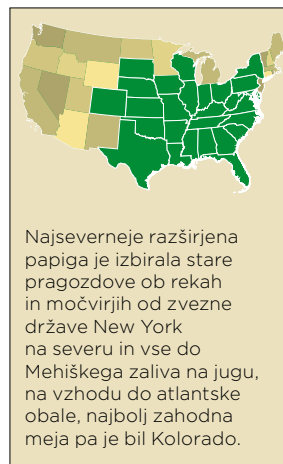 Najseverneje razširjena
papiga je izbirala stare
pragozdove ob rekah
in močvirjih od zvezne
države New York
na severu in vse do
Mehiškega zaliva na jugu,
na vzhodu do atlantske
obale, najbolj zahodna
meja pa je bil Kolorado.